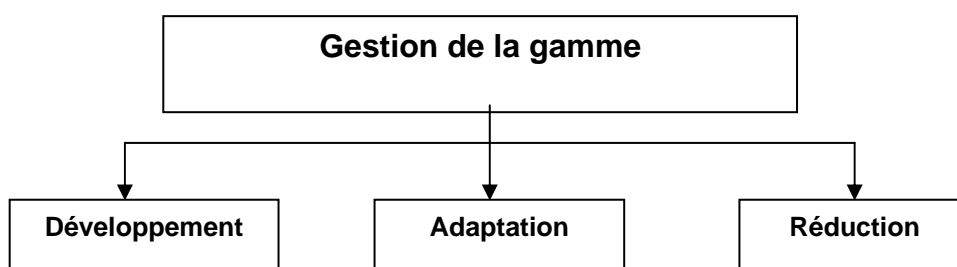 Gestion de la gamme
Développement
Adaptation
Réduction